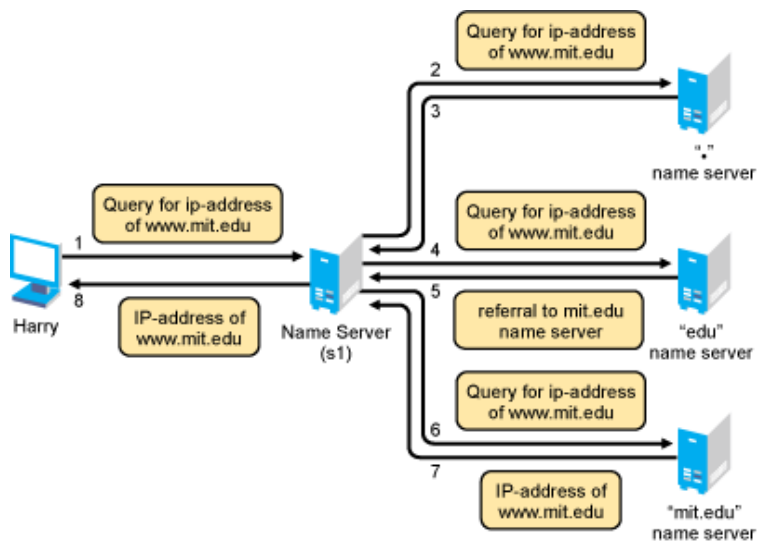 Query for ip-address
of www.mit.edu
2
3
“.”
name server
Query for ip-address
of www.mit.edu
1
8
IP-address of
www.mit.edu
Harry
Name Server
(s1)
Query for ip-address
of www.mit.edu
4
5
referral to mit.edu
name server
“edu”
name server
Query for ip-address
of www.mit.edu
6
7
IP-address of
www.mit.edu
“mit.edu”
name server